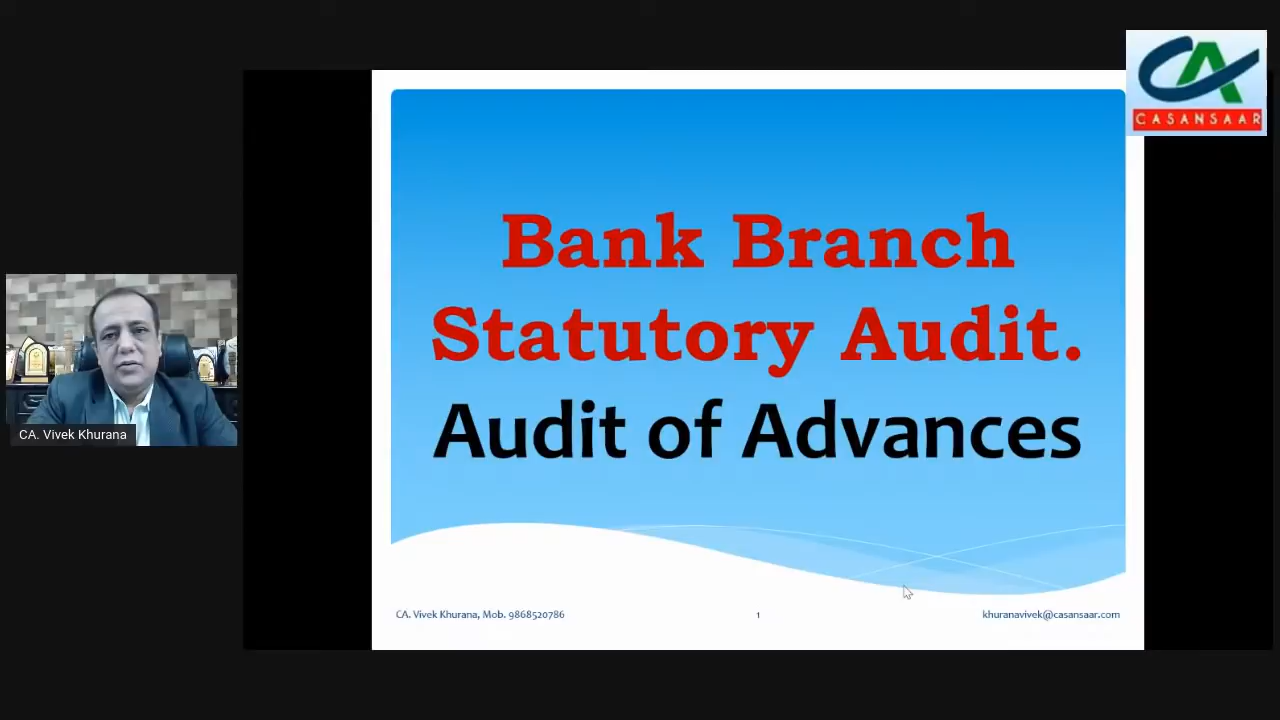 CASANSAAR
Bank Branch
Statutory Audit.
Audit of Advances
CA. Vivek Khurana
CA. Vivek Khurana, Mob. 9868520786
1
khuranavivek@casansaar.com